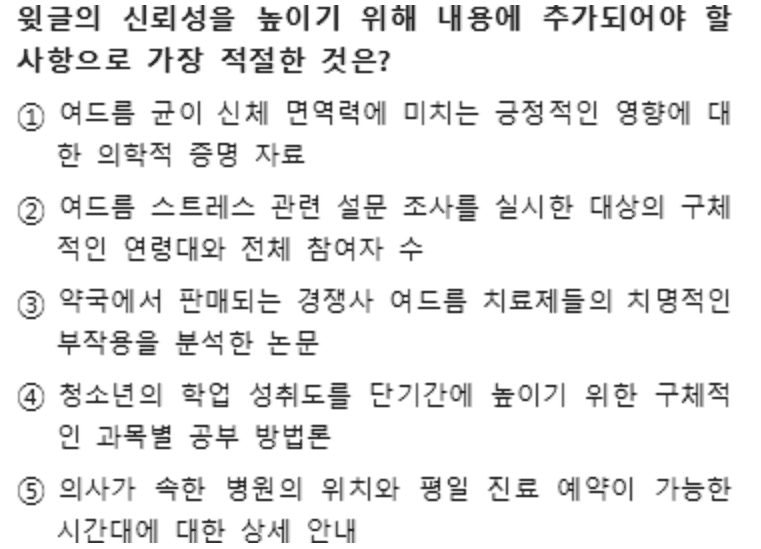 윗글의 신뢰성을 높이기 위해 내용에 추가되어야 할
사항으로 가장 적절한 것은?
① 여드름 균이 신체 면역력에 미치는 긍정적인 영향에 대
한 의학적 증명 자료
② 여드름 스트레스 관련 설문 조사를 실시한 대상의 구체
적인 연령대와 전체 참여자 수
③ 약국에서 판매되는 경쟁사 여드름 치료제들의 치명적인
부작용을 분석한 논문
④ 청소년의 학업 성취도를 단기간에 높이기 위한 구체적
인 과목별 공부 방법론
⑤ 의사가 속한 병원의 위치와 평일 진료 예약이 가능한
시간대에 대한 상세 안내